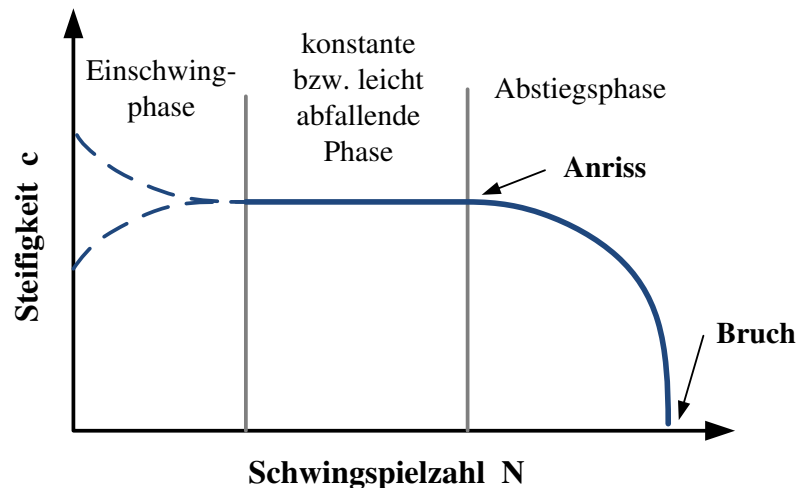 Einschwing-
phase
konstante
bzw. leicht
abfallende
Phase
Abstiegsphase
Anriss
Bruch
Steifigkeit c
Schwingspielzahl N